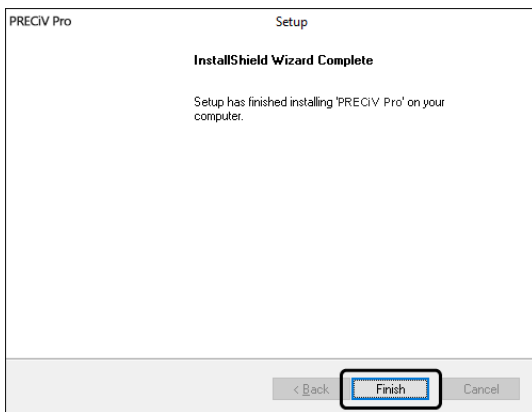 PRECiV Pro Setup
InstallShield Wizard Complete
Setup has finished installing 'PRECiV Pro' on your
computer.
< Back Finish Cancel